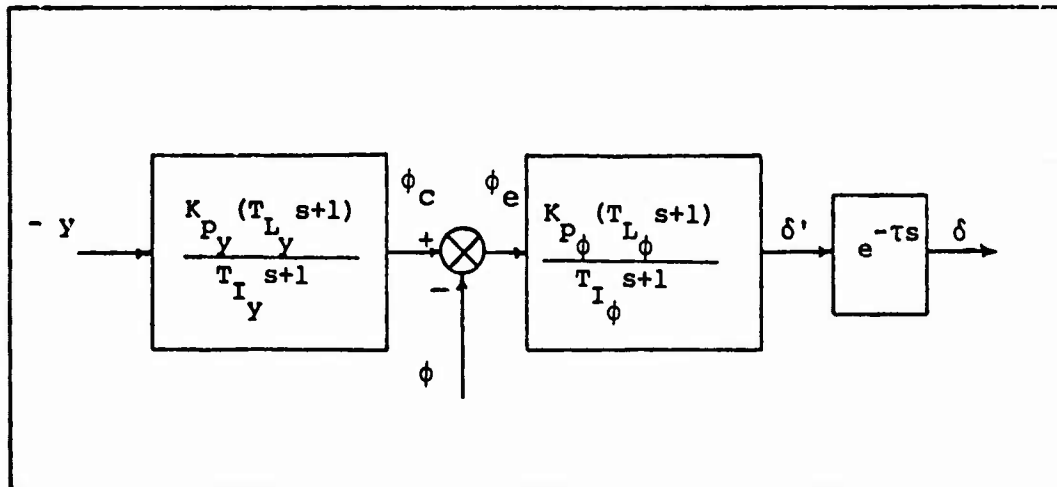 - y
K_{p_y} (T_{L_y} s+1)
T_{I_y} s+1
ϕ_c
+
-
ϕ
ϕ_e
K_{p_ϕ} (T_{L_ϕ} s+1)
T_{I_ϕ} s+1
δ'
e^{-τs}
δ